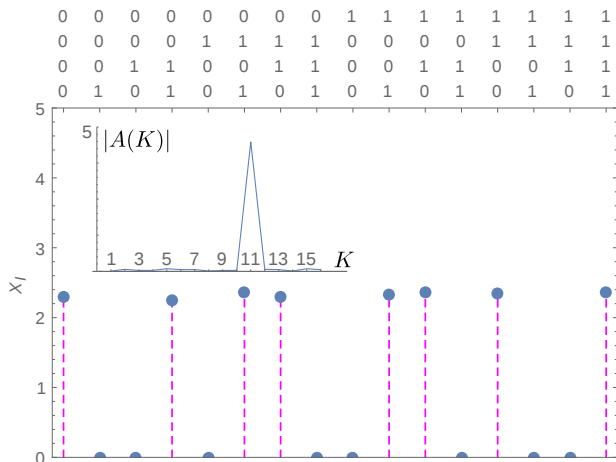 0 0 0 0 0 0 0 0 1 1 1 1 1 1 1 1
0 0 0 0 1 1 1 1 0 0 0 0 1 1 1 1
0 0 1 1 0 0 1 1 0 0 1 1 0 0 1 1
0 1 0 1 0 1 0 1 0 1 0 1 0 1 0 1
5
5 |A(K)|
4
3
1 3 5 7 9 11 13 15 K
x_I
2
1
0